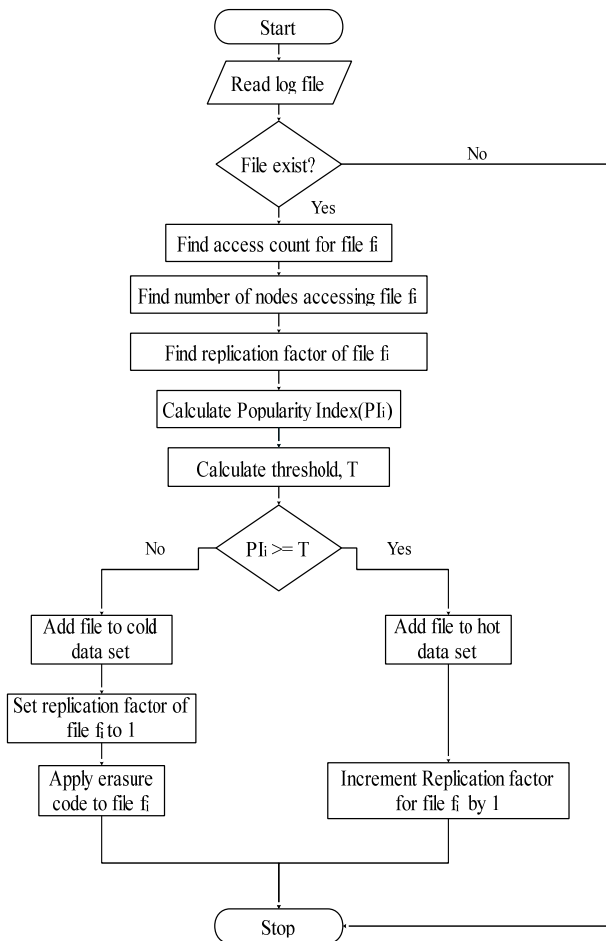 Start
Read log file
File exist?
No
Yes
Find access count for file fi
Find number of nodes accessing file fi
Find replication factor of file fi
Calculate Popularity Index(PIi)
Calculate threshold, T
PIi >= T
No
Yes
Add file to cold
data set
Add file to hot
data set
Set replication factor of
file fi to 1
Apply erasure
code to file fi
Increment Replication factor
for file fi by 1
Stop